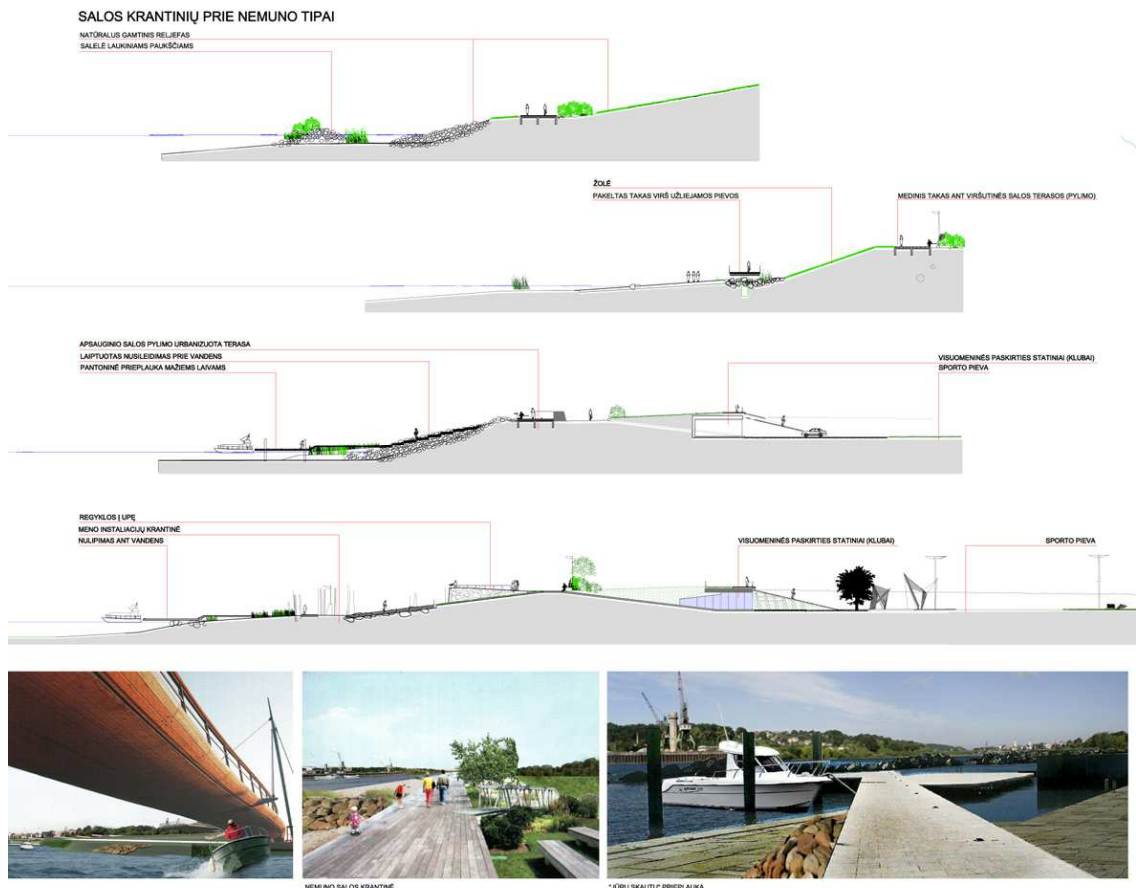 SALOS KRANTINIŲ PRIE NEMUNO TIPAI
NATŪRALUS GAMTINIS RELJEFAS
SALELĖ LAUKINIAMS PAUKŠČIAMS
ŽOLĖ
PAKELTAS TAKAS VIRŠ UŽLIEJAMOS PIEVOS
MEDINIS TAKAS ANT VIRŠUTINĖS SALOS TERASOS (PYLIMO)
APSAUGINIO SALOS PYLIMO URBANIZUOTA TERASA
LAIPTUOTAS NUSILEIDIMAS PRIE VANDENS
PANTONINĖ PRIEPLAUKA MAŽIEMS LAIVAMS
VISUOMENINĖS PASKIRTIES STATINIAI (KLUBAI)
SPORTO PIEVA
REGYKLOS Į UPĘ
MENO INSTALIACIJŲ KRANTINĖ
NULIPIMAS ANT VANDENS
VISUOMENINĖS PASKIRTIES STATINIAI (KLUBAI)
SPORTO PIEVA
NEMUNO SALOS KRANTINĖ
"JŪRŲ SKAUTŲ" PRIEPLAUKA